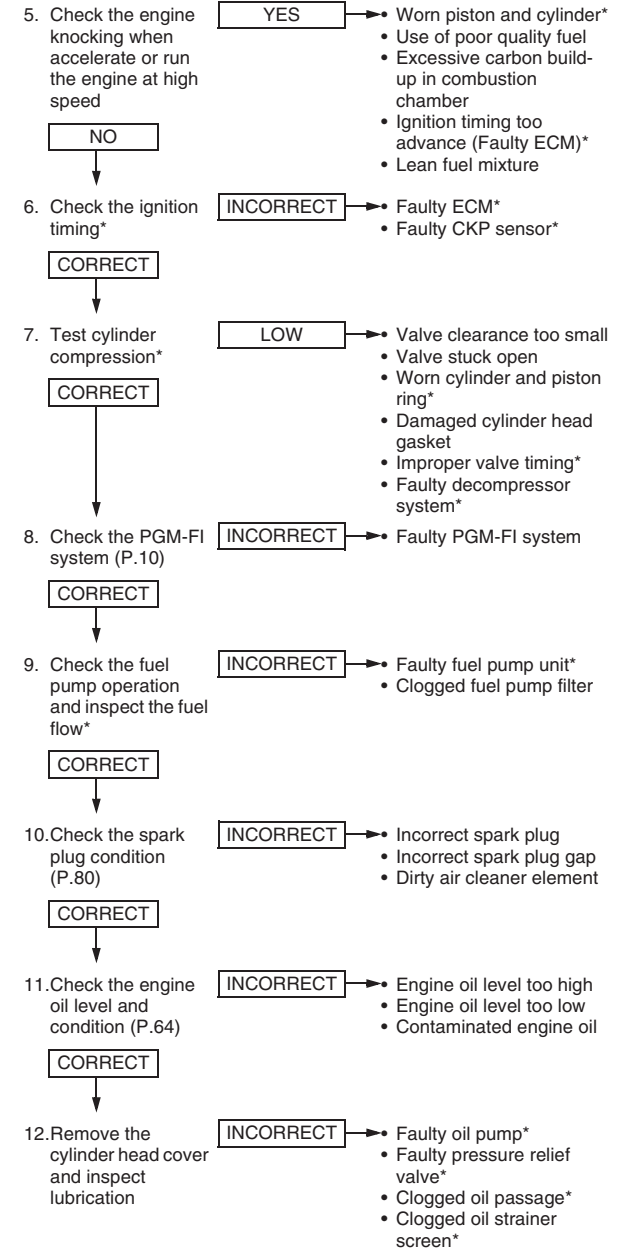 5. Check the engine
knocking when
accelerate or run
the engine at high
speed
YES
• Worn piston and cylinder*
• Use of poor quality fuel
• Excessive carbon build-
up in combustion
chamber
• Ignition timing too
advance (Faulty ECM)*
• Lean fuel mixture
NO
6. Check the ignition
timing*
INCORRECT
• Faulty ECM*
• Faulty CKP sensor*
CORRECT
7. Test cylinder
compression*
LOW
• Valve clearance too small
• Valve stuck open
• Worn cylinder and piston
ring*
• Damaged cylinder head
gasket
• Improper valve timing*
• Faulty decompressor
system*
CORRECT
8. Check the PGM-FI
system (P.10)
INCORRECT
• Faulty PGM-FI system
CORRECT
9. Check the fuel
pump operation
and inspect the fuel
flow*
INCORRECT
• Faulty fuel pump unit*
• Clogged fuel pump filter
CORRECT
10.Check the spark
plug condition
(P.80)
INCORRECT
• Incorrect spark plug
• Incorrect spark plug gap
• Dirty air cleaner element
CORRECT
11.Check the engine
oil level and
condition (P.64)
INCORRECT
• Engine oil level too high
• Engine oil level too low
• Contaminated engine oil
CORRECT
12.Remove the
cylinder head cover
and inspect
lubrication
INCORRECT
• Faulty oil pump*
• Faulty pressure relief
valve*
• Clogged oil passage*
• Clogged oil strainer
screen*